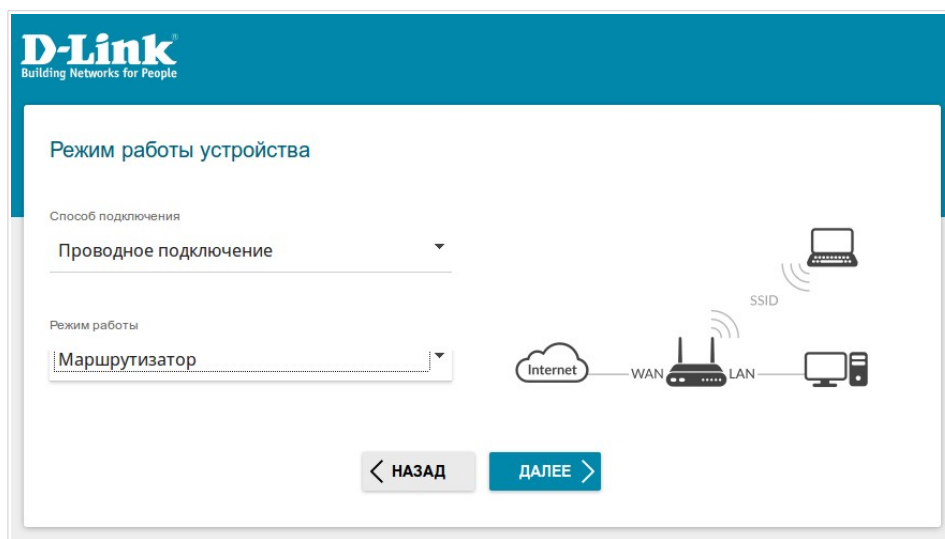 D-Link
Building Networks for People
Режим работы устройства
Способ подключения
Проводное подключение
Режим работы
Маршрутизатор
SSID
Internet
WAN
LAN
НАЗАД
ДАЛЕЕ